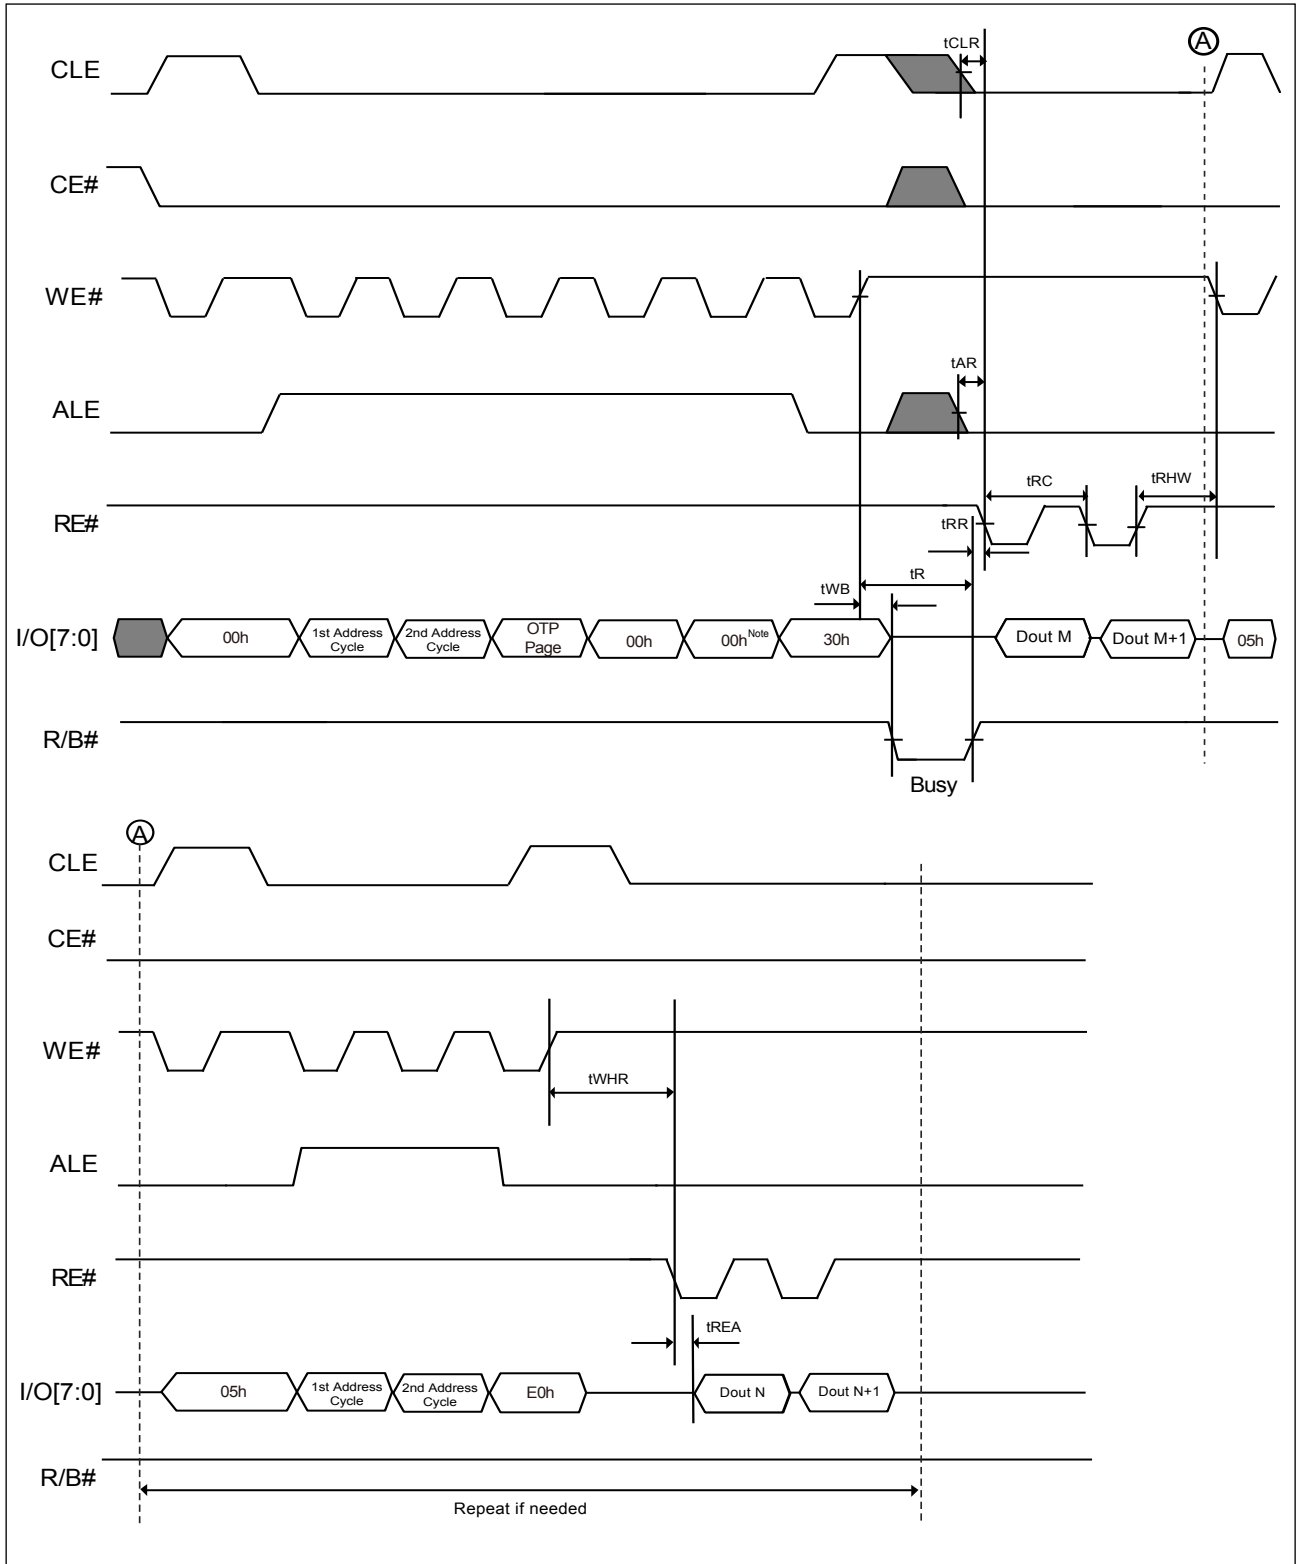 A
tCLR
CLE
CE#
WE#
tAR
ALE
tRC
tRHW
RE#
tRR
tR
tWB
I/O[7:0]
00h
1st Address
Cycle
2nd Address
Cycle
OTP
Page
00h
00hNote
30h
Dout M
Dout M+1
05h
R/B#
Busy
A
CLE
CE#
WE#
tWHR
ALE
RE#
tREA
I/O[7:0]
05h
1st Address
Cycle
2nd Address
Cycle
E0h
Dout N
Dout N+1
R/B#
Repeat if needed